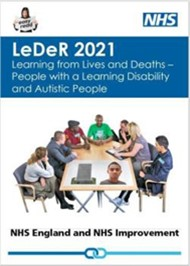 NHS
LeDeR 2021
Learning from Lives and Deaths –
People with a Learning Disability
and Autistic People
NHS England and NHS Improvement